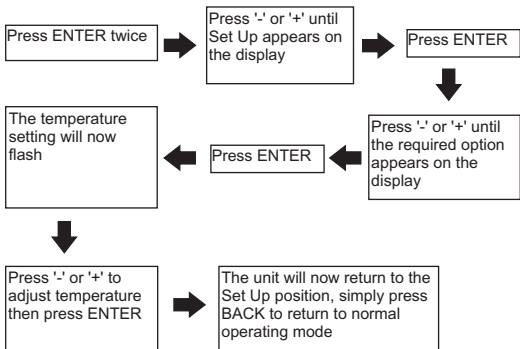 Press ENTER twice
Press '-' or '+' until
Set Up appears on
the display
Press ENTER
Press '-' or '+' until
the required option
appears on the
display
Press ENTER
The temperature
setting will now
flash
Press '-' or '+' to
adjust temperature
then press ENTER
The unit will now return to the
Set Up position, simply press
BACK to return to normal
operating mode